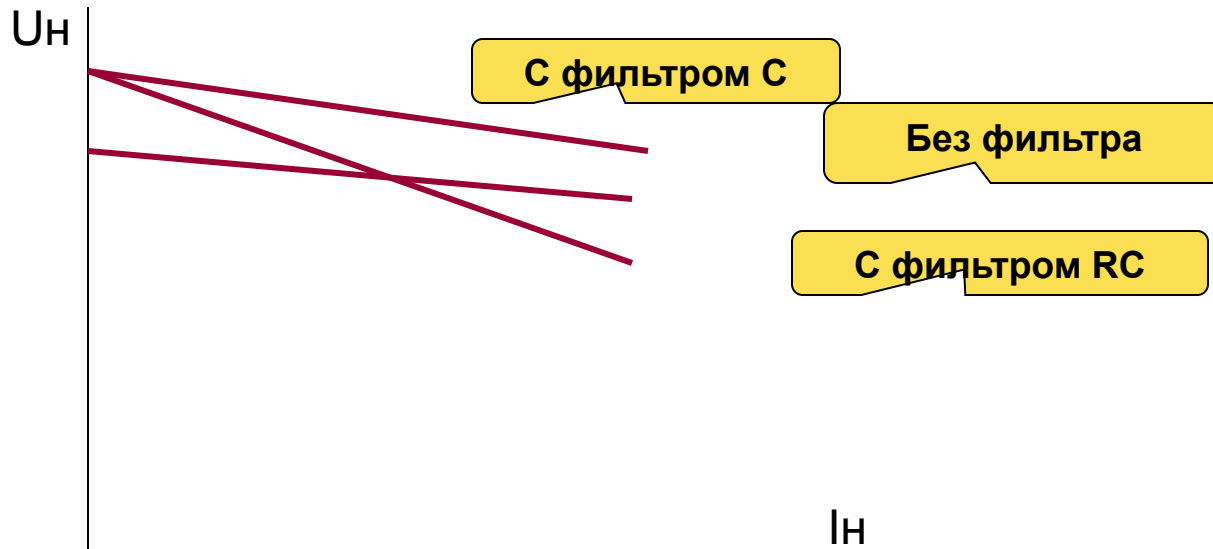 Uн
С фильтром С
Без фильтра
С фильтром RC
Iн